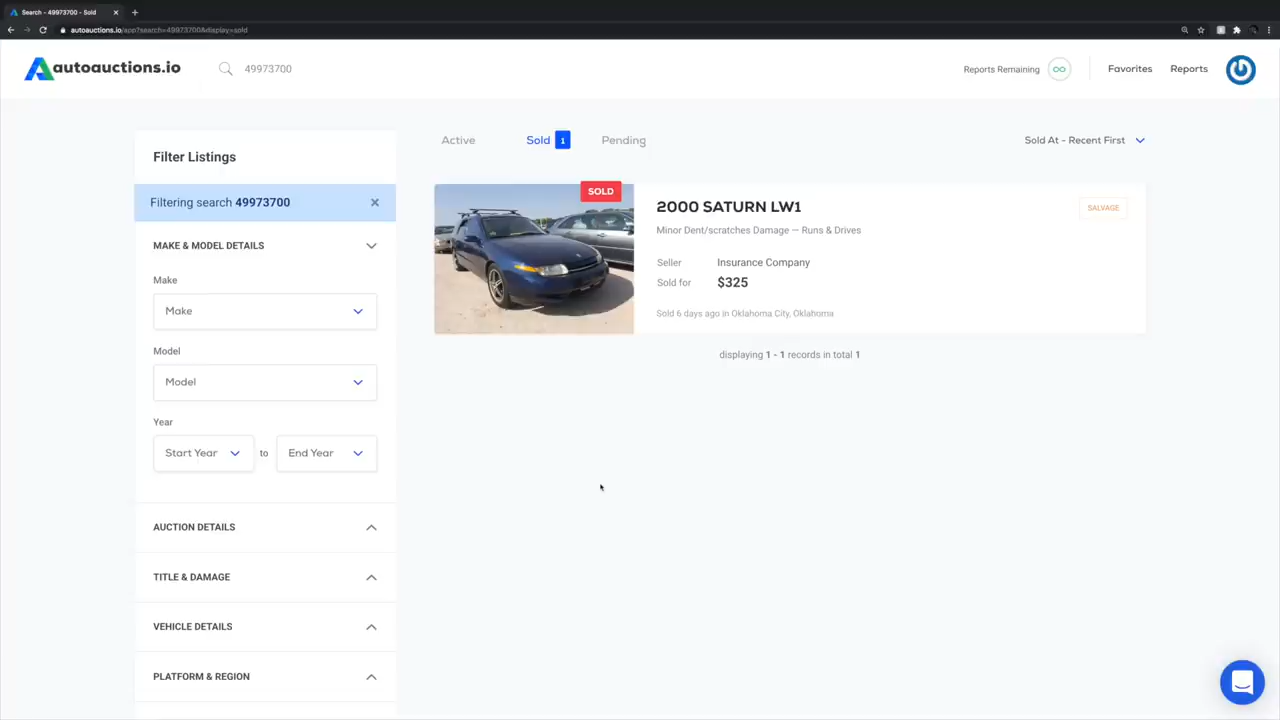 Search - 49973700 - Sold
autoauctions.io/app?search=49973700&display=sold
autoauctions.io
49973700
Reports Remaining
Favorites
Reports
Filter Listings
Filtering search 49973700
MAKE & MODEL DETAILS
Make
Make
Model
Model
Year
Start Year to End Year
AUCTION DETAILS
TITLE & DAMAGE
VEHICLE DETAILS
PLATFORM & REGION
Active
Sold 1
Pending
Sold At - Recent First
SOLD
2000 SATURN LW1
SALVAGE
Minor Dent/scratches Damage — Runs & Drives
Seller Insurance Company
Sold for $325
Sold 6 days ago in Oklahoma City, Oklahoma
displaying 1 - 1 records in total 1